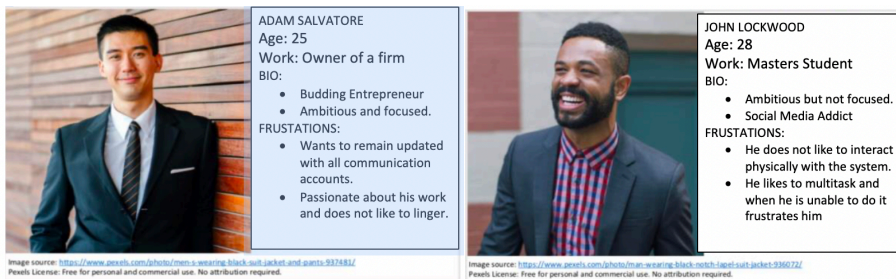 ADAM SALVATORE
Age: 25
Work: Owner of a firm
BIO:
• Budding Entrepreneur
• Ambitious and focused.
FRUSTATIONS:
• Wants to remain updated
with all communication
accounts.
• Passionate about his work
and does not like to linger.
Image source: https://www.pexels.com/photo/men-s-wearing-black-suit-jacket-and-pants-937481/
Pexels License: Free for personal and commercial use. No attribution required.
JOHN LOCKWOOD
Age: 28
Work: Masters Student
BIO:
• Ambitious but not focused.
• Social Media Addict
FRUSTATIONS:
• He does not like to interact
physically with the system.
• He likes to multitask and
when he is unable to do it
frustrates him
Image source: https://www.pexels.com/photo/man-wearing-black-notch-lapel-suit-jacket-936072/
Pexels License: Free for personal and commercial use. No attribution required.